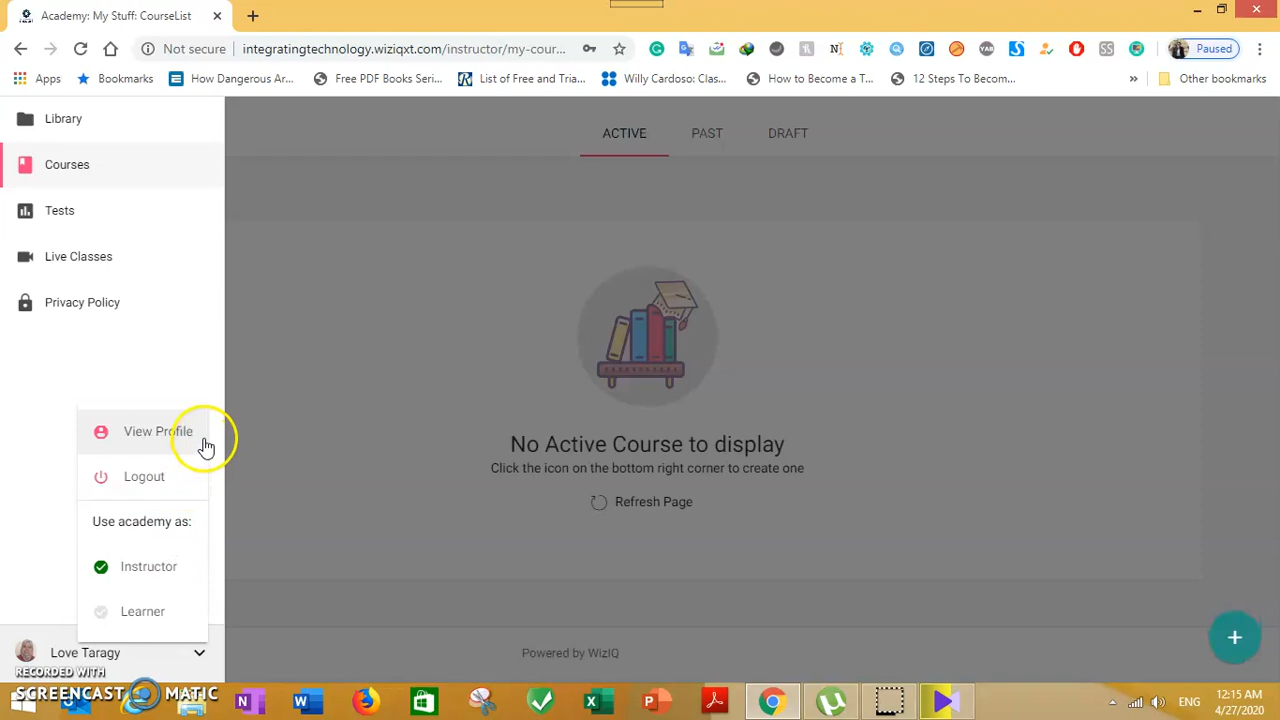 Academy: My Stuff: CourseList
Not secure
integratingtechnology.wiziqxt.com/instructor/my-cour...
N
YAB
S
SS
Paused
Apps
Bookmarks
How Dangerous Ar...
Free PDF Books Seri...
List of Free and Tria...
Willy Cardoso: Clas...
How to Become a T...
12 Steps To Becom...
»
Other bookmarks
Library
Courses
Tests
Live Classes
Privacy Policy
ACTIVE
PAST
DRAFT
No Active Course to display
Click the icon on the bottom right corner to create one
Refresh Page
View Profile
Logout
Use academy as:
Instructor
Learner
Love Taragy
Powered by WizIQ
RECORDED WITH
SCREENCAST MATIC
ENG
12:15 AM
4/27/2020